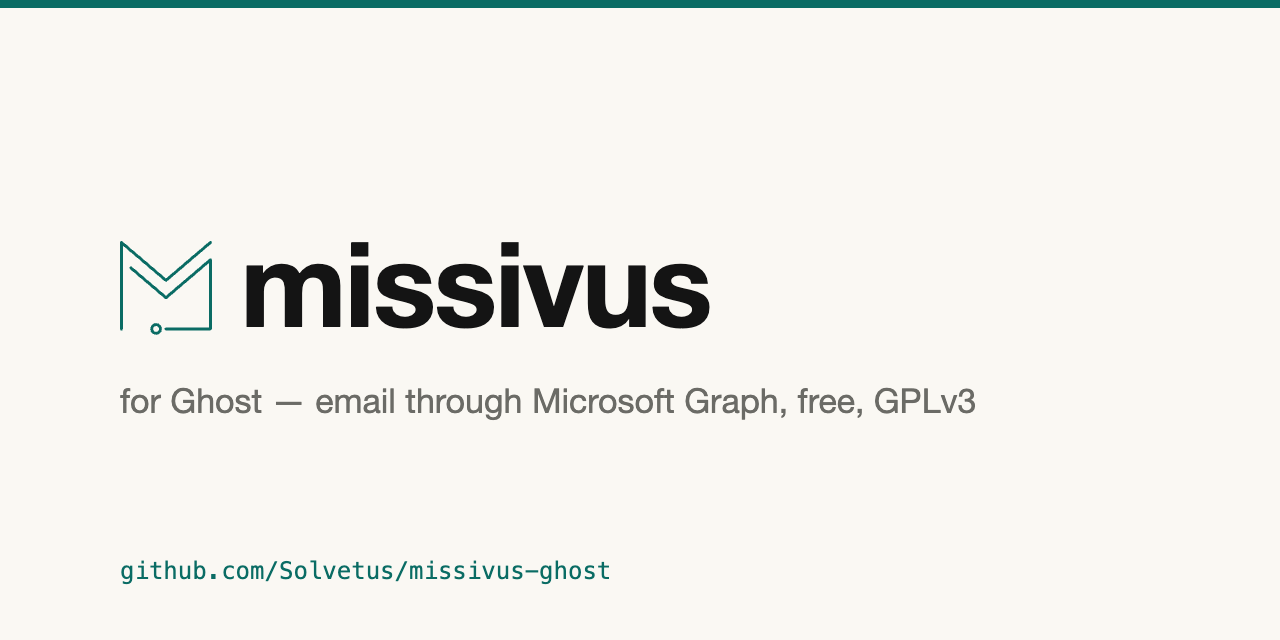 missivus
for Ghost — email through Microsoft Graph, free, GPLv3
github.com/Solvetus/missivus-ghost